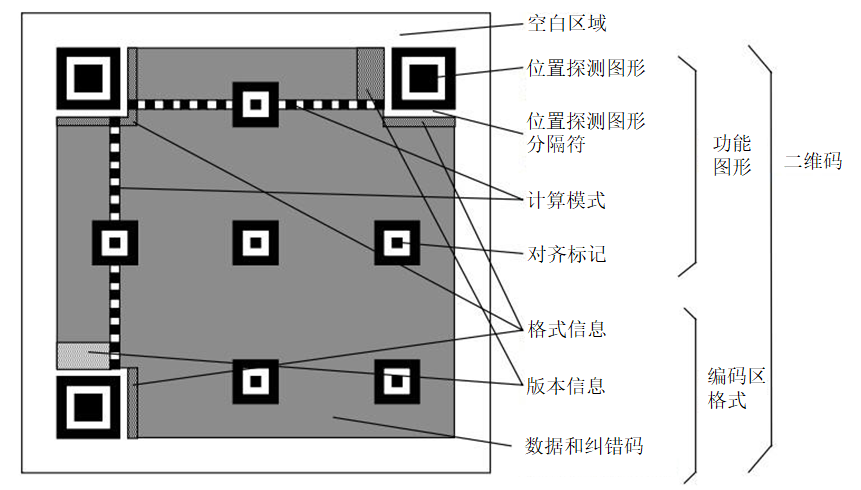 空白区域
位置探测图形
位置探测图形
分隔符
计算模式
对齐标记
格式信息
版本信息
数据和纠错码
功能
图形
编码区
格式
二维码